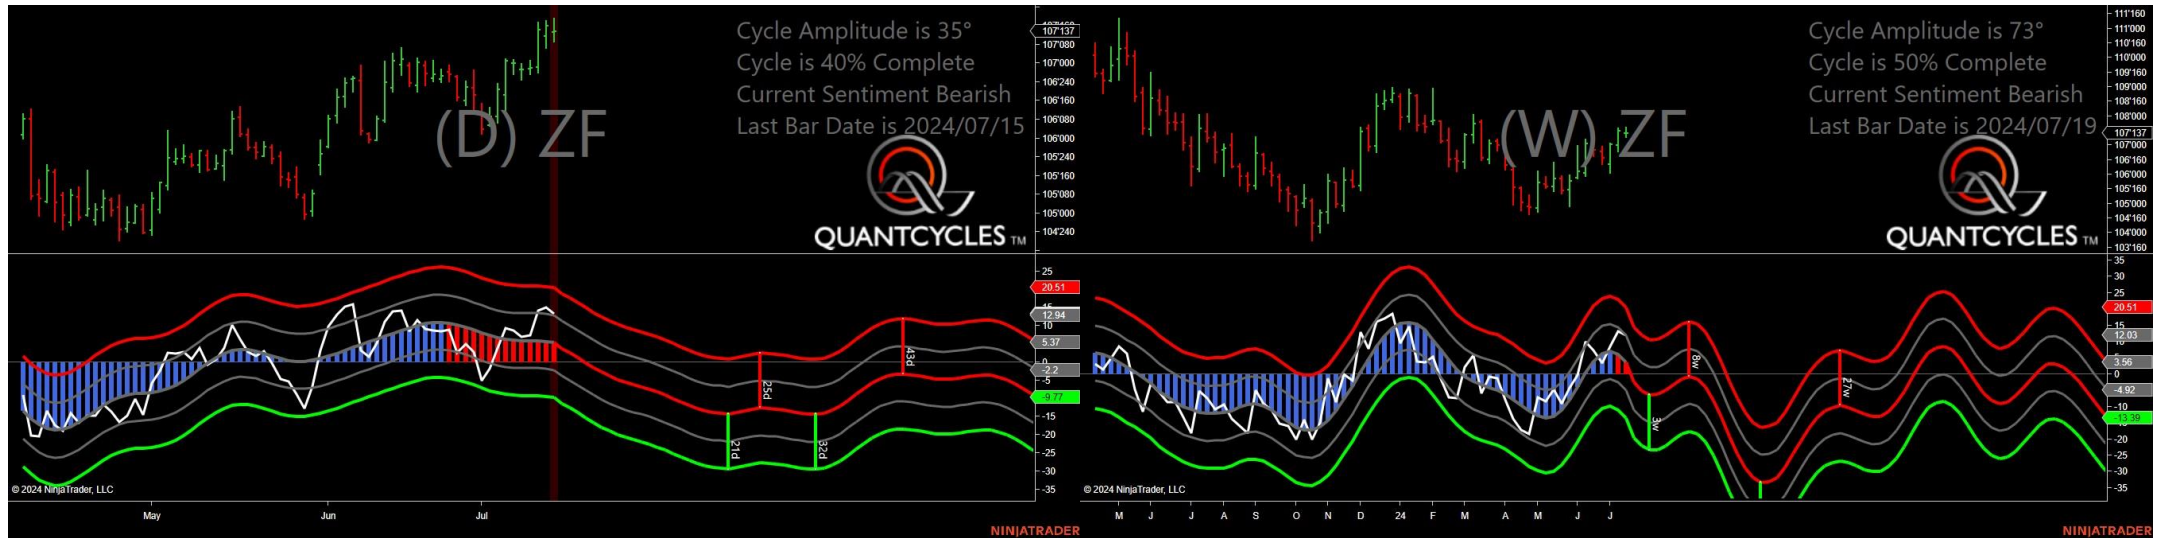 Cycle Amplitude is 35°
Cycle is 40% Complete
Current Sentiment Bearish
Last Bar Date is 2024/07/15
(D) ZF
QUANTCYCLES TM
107'137
107'080
107'000
106'240
106'160
106'080
106'000
105'240
105'160
105'080
105'000
104'240
25
20.51
12.94
10
5.37
0
-2.2
-5
-9.77
-15
-20
-25
-30
-35
25d
43d
21d
32d
© 2024 NinjaTrader, LLC
May
Jun
Jul
NINJATRADER
Cycle Amplitude is 73°
Cycle is 50% Complete
Current Sentiment Bearish
Last Bar Date is 2024/07/19
(W) ZF
QUANTCYCLES TM
111'160
111'000
110'160
110'000
109'160
109'000
108'160
108'000
107'137
107'000
106'160
106'000
105'160
105'000
104'160
104'000
103'160
35
30
25
20.51
15
12.03
3.56
0
-4.92
-10
-13.39
-20
-25
-30
-35
8w
27w
3w
© 2024 NinjaTrader, LLC
M
J
J
A
S
O
N
D
24
F
M
A
M
J
J
NINJATRADER